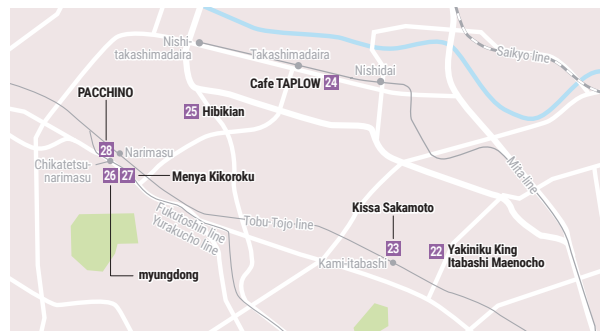 Nishi-
takashimadaira
Takashimadaira
Saikyo line
Cafe TAPLOW 24
Nishidai
PACCHINO
25 Hibikian
28
Narimasu
Chikatetsu-
narimasu
26 27 Menya Kikoroku
Mita line
Fukutoshin line
Yurakucho line
Tobu-Tojo line
Kissa Sakamoto
23
22 Yakiniku King
Itabashi Maenocho
Kami-itabashi
myungdong